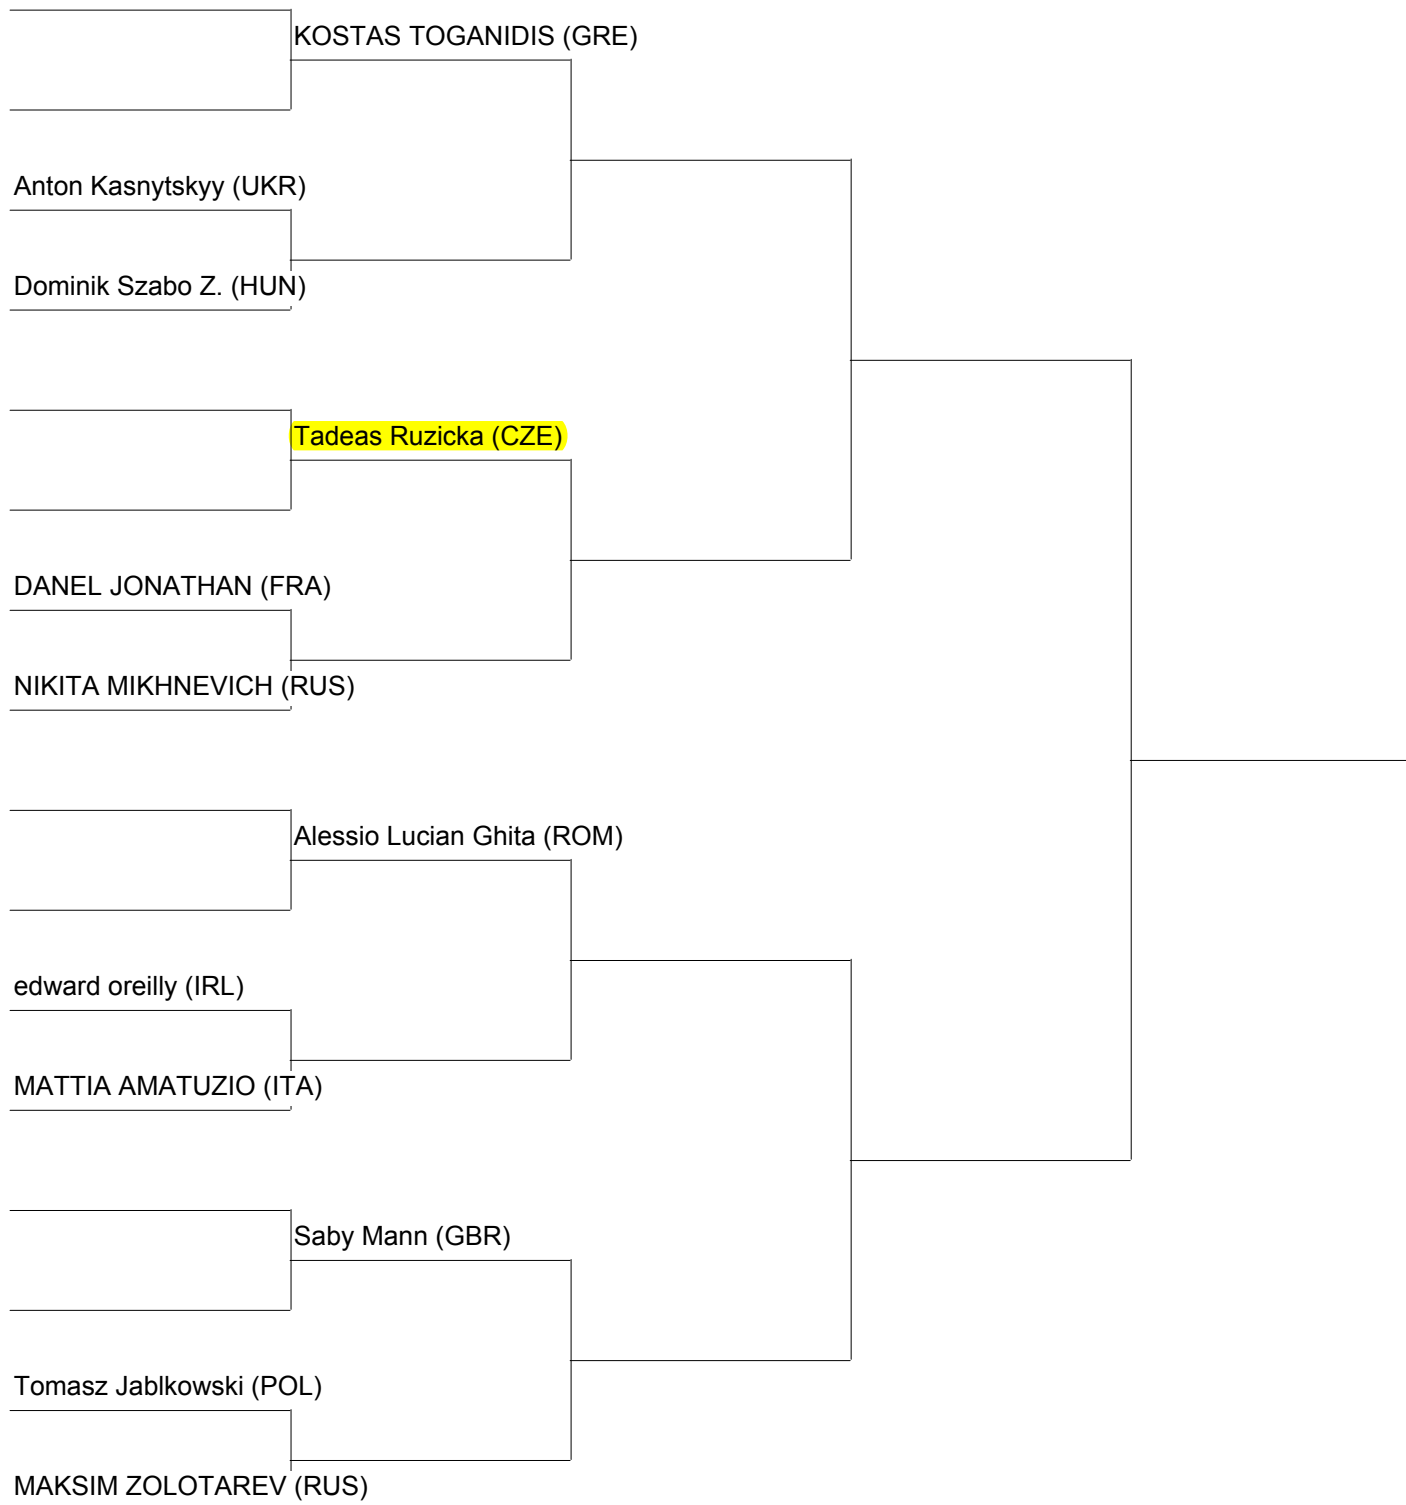 KOSTAS TOGANIDIS (GRE)
Anton Kasnytskyy (UKR)
Dominik Szabo Z. (HUN)
Tadeas Ruzicka (CZE)
DANEL JONATHAN (FRA)
NIKITA MIKHNEVICH (RUS)
Alessio Lucian Ghita (ROM)
edward oreilly (IRL)
MATTIA AMATUZIO (ITA)
Saby Mann (GBR)
Tomasz Jablkowski (POL)
MAKSIM ZOLOTAREV (RUS)